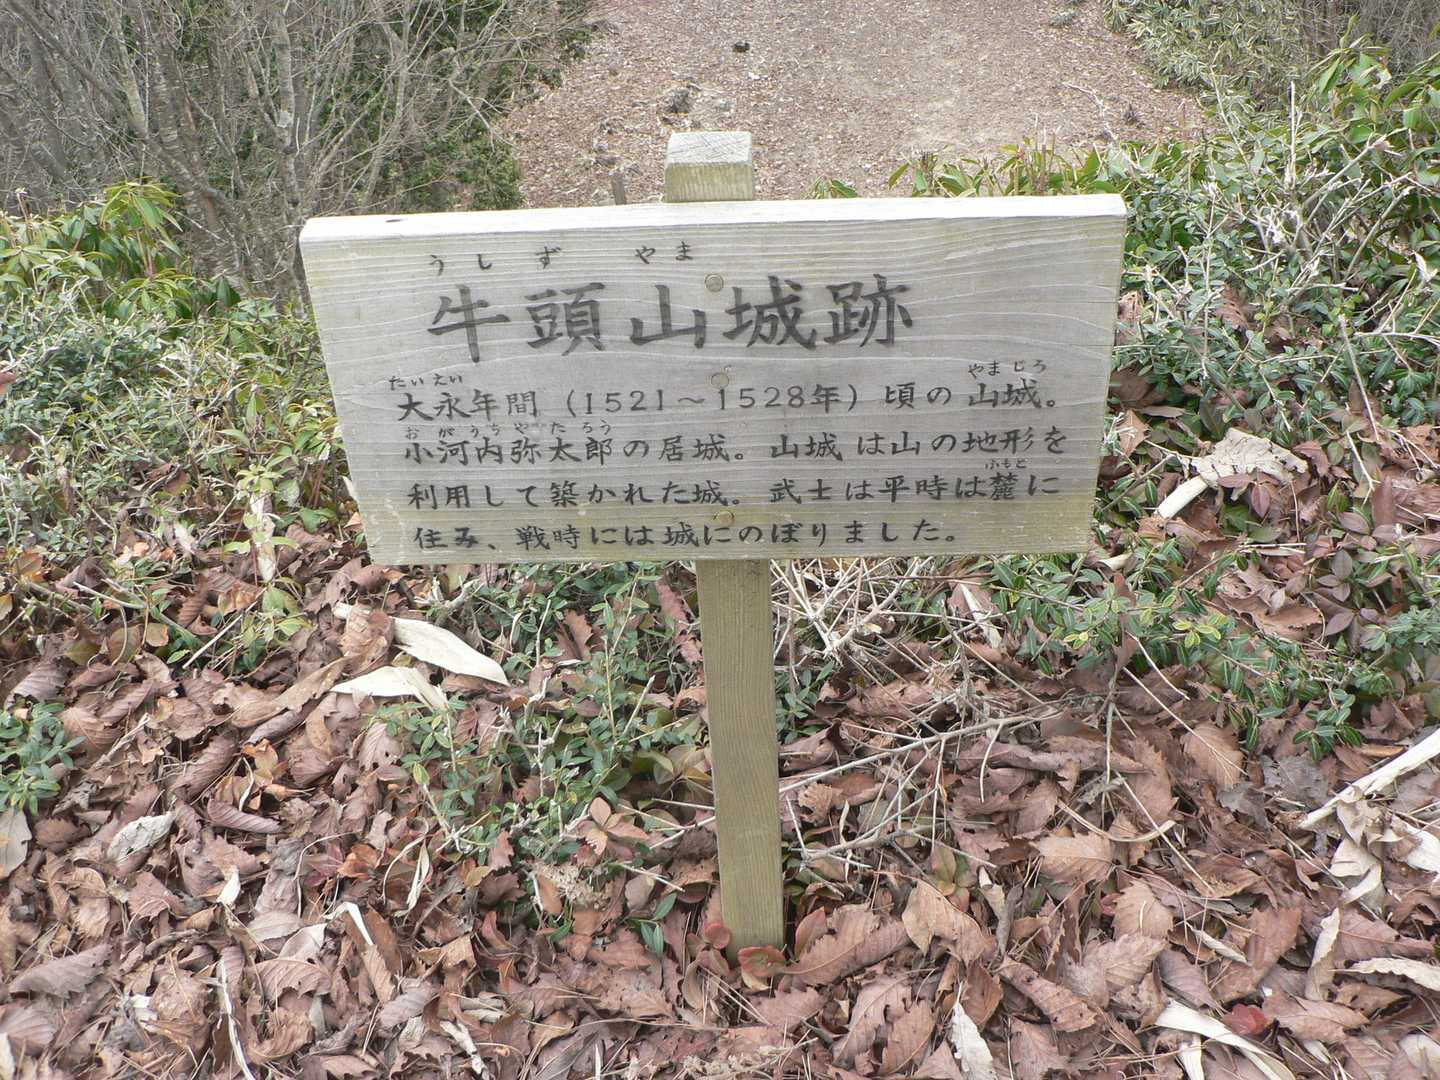 うしず やま
牛頭山城跡
たいえい やまじろ
大永年間（1521～1528年）頃の山城。
おがうちやたろう
小河内弥太郎の居城。山城は山の地形を
ふもと
利用して築かれた城。武士は平時は麓に
住み、戦時には城にのぼりました。